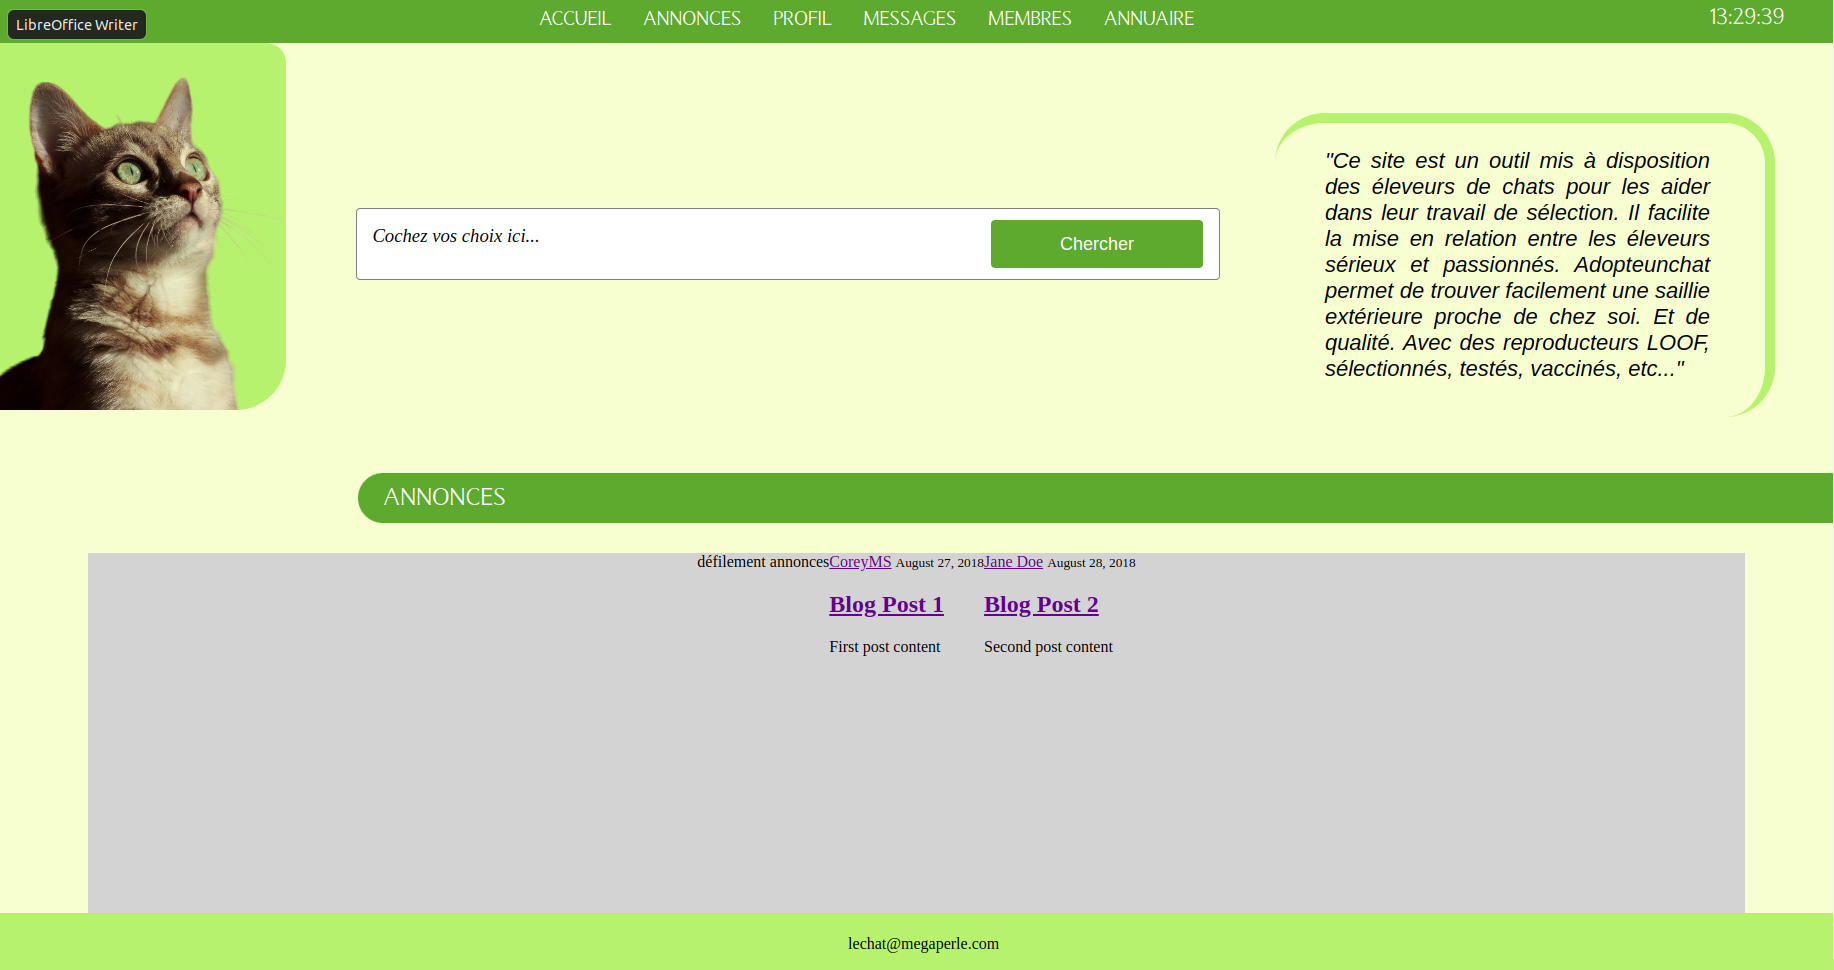 LibreOffice Writer
ACCUEIL ANNONCES PROFIL MESSAGES MEMBRES ANNUAIRE 13:29:39
Cochez vos choix ici...
Chercher
"Ce site est un outil mis à disposition
des éleveurs de chats pour les aider
dans leur travail de sélection. Il facilite
la mise en relation entre les éleveurs
sérieux et passionnés. Adopteunchat
permet de trouver facilement une saillie
extérieure proche de chez soi. Et de
qualité. Avec des reproducteurs LOOF,
sélectionnés, testés, vaccinés, etc..."
ANNONCES
défilement annoncesCoreyMS August 27, 2018Jane Doe August 28, 2018
Blog Post 1 Blog Post 2
First post content Second post content
lechat@megaperle.com